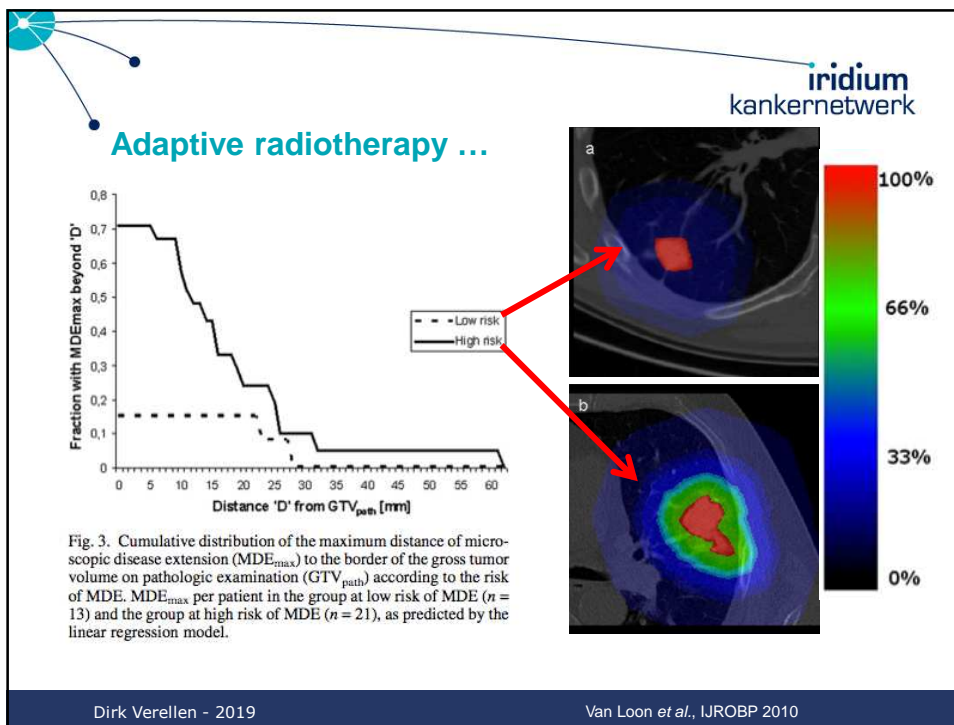 iridium
kankernetwerk
Adaptive radiotherapy ...
Fraction with MDEmax beyond 'D'
0,8
0,7
0,6
0,5
0,4
0,3
0,2
0,1
0
0 5 10 15 20 25 30 35 40 45 50 55 60
Distance 'D' from GTVpath [mm]
Low risk
High risk
Fig. 3. Cumulative distribution of the maximum distance of micro-
scopic disease extension (MDEmax) to the border of the gross tumor
volume on pathologic examination (GTVpath) according to the risk
of MDE. MDEmax per patient in the group at low risk of MDE (n =
13) and the group at high risk of MDE (n = 21), as predicted by the
linear regression model.
a
b
100%
66%
33%
0%
Dirk Verellen - 2019
Van Loon et al., IJROBP 2010